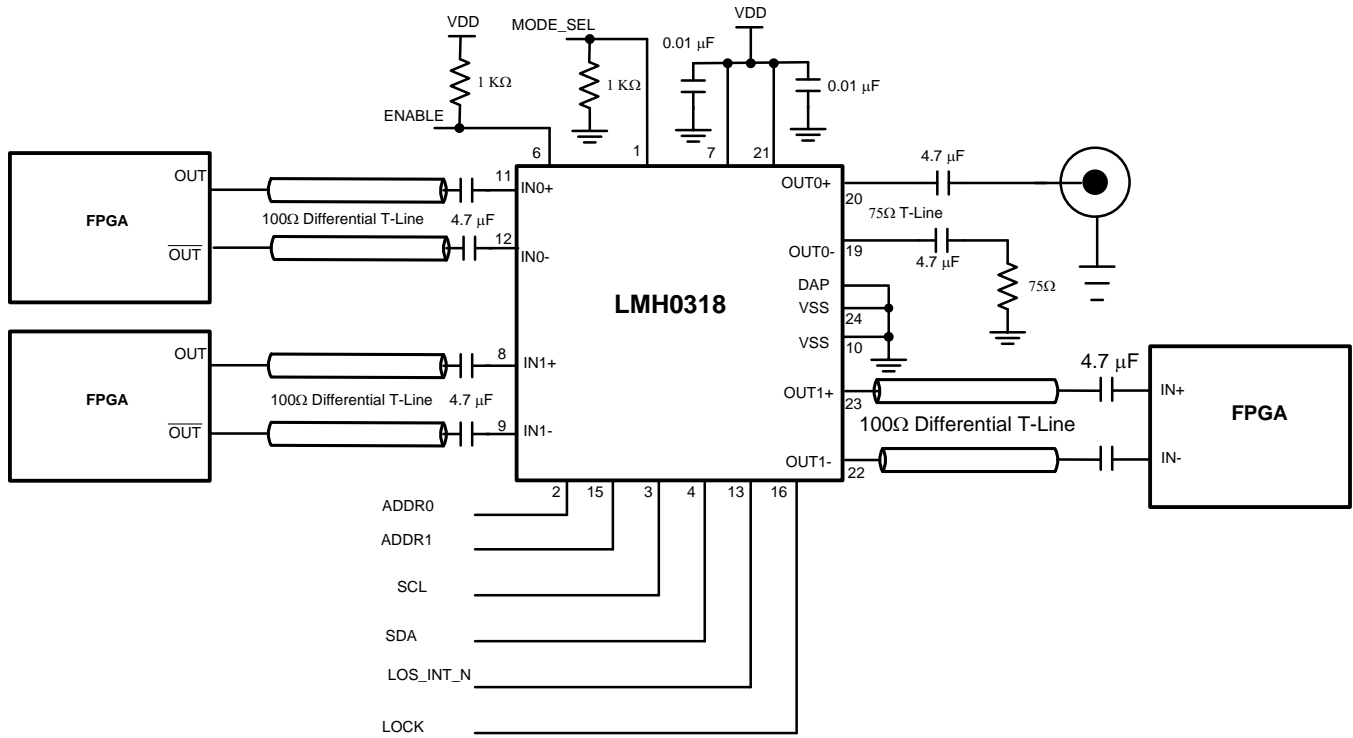 VDD
MODE_SEL
VDD
0.01 μF
1 KΩ
1 KΩ
0.01 μF
ENABLE
6
1
7
21
4.7 μF
OUT
11
IN0+
OUT0+
20
FPGA
100Ω Differential T-Line
4.7 μF
75Ω T-Line
12
OUT
IN0-
OUT0-
19
4.7 μF
75Ω
DAP
LMH0318
VSS
24
VSS
10
OUT
8
IN1+
4.7 μF
OUT1+
23
IN+
FPGA
100Ω Differential T-Line
4.7 μF
100Ω Differential T-Line
FPGA
OUT
9
IN1-
OUT1-
22
IN-
2
15
3
4
13
16
ADDR0
ADDR1
SCL
SDA
LOS_INT_N
LOCK